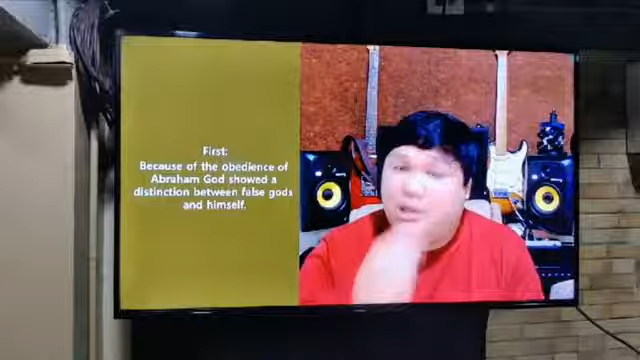 First:
Because of the obedience of
Abraham God showed a
distinction between false gods
and himself.